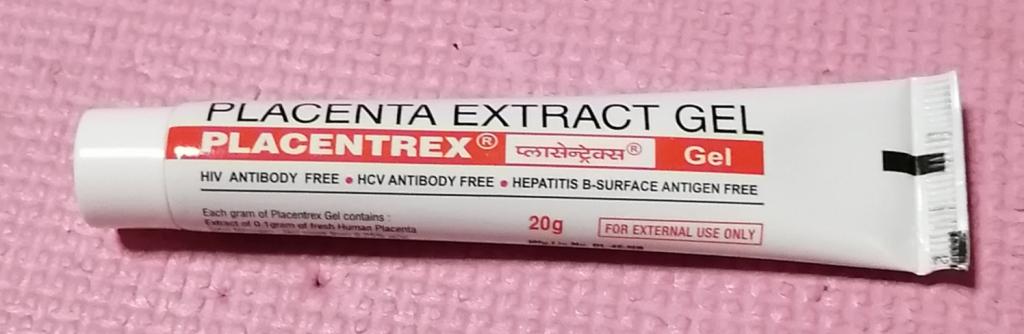 PLACENTA EXTRACT GEL
PLACENTREX® प्लासेन्ट्रेक्स® Gel
HIV ANTIBODY FREE • HCV ANTIBODY FREE • HEPATITIS B-SURFACE ANTIGEN FREE
Each gram of Placentrex Gel contains :
Extract of 0.1gram of fresh Human Placenta
20g
FOR EXTERNAL USE ONLY